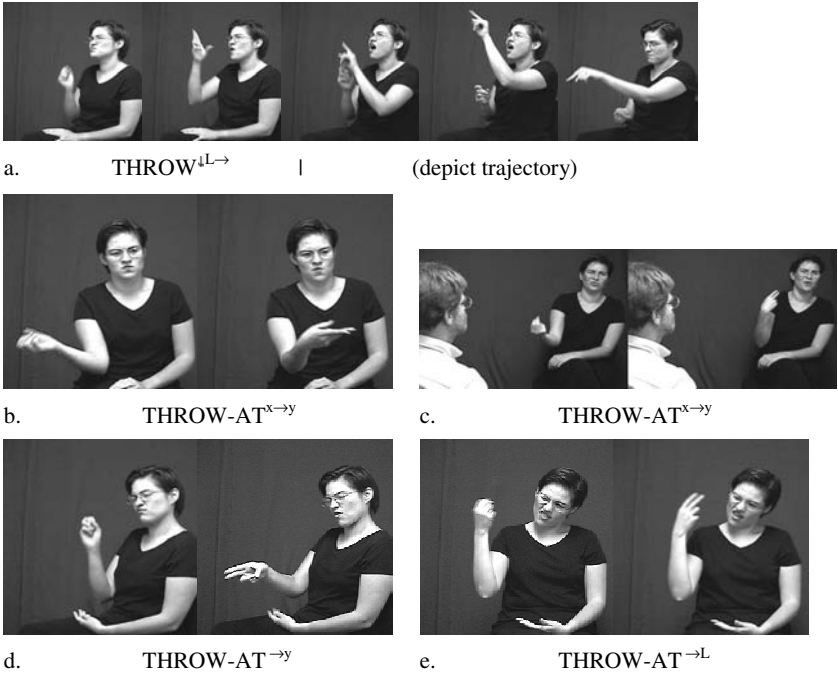 a. THROW↓L→ | (depict trajectory)
b. THROW-ATx→y c. THROW-ATx→y
d. THROW-AT→y e. THROW-AT→L